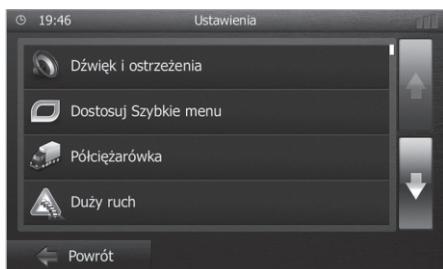 19:46 Ustawienia
Dźwięk i ostrzeżenia
Dostosuj Szybkie menu
Półciężarówka
Duży ruch
Powrót